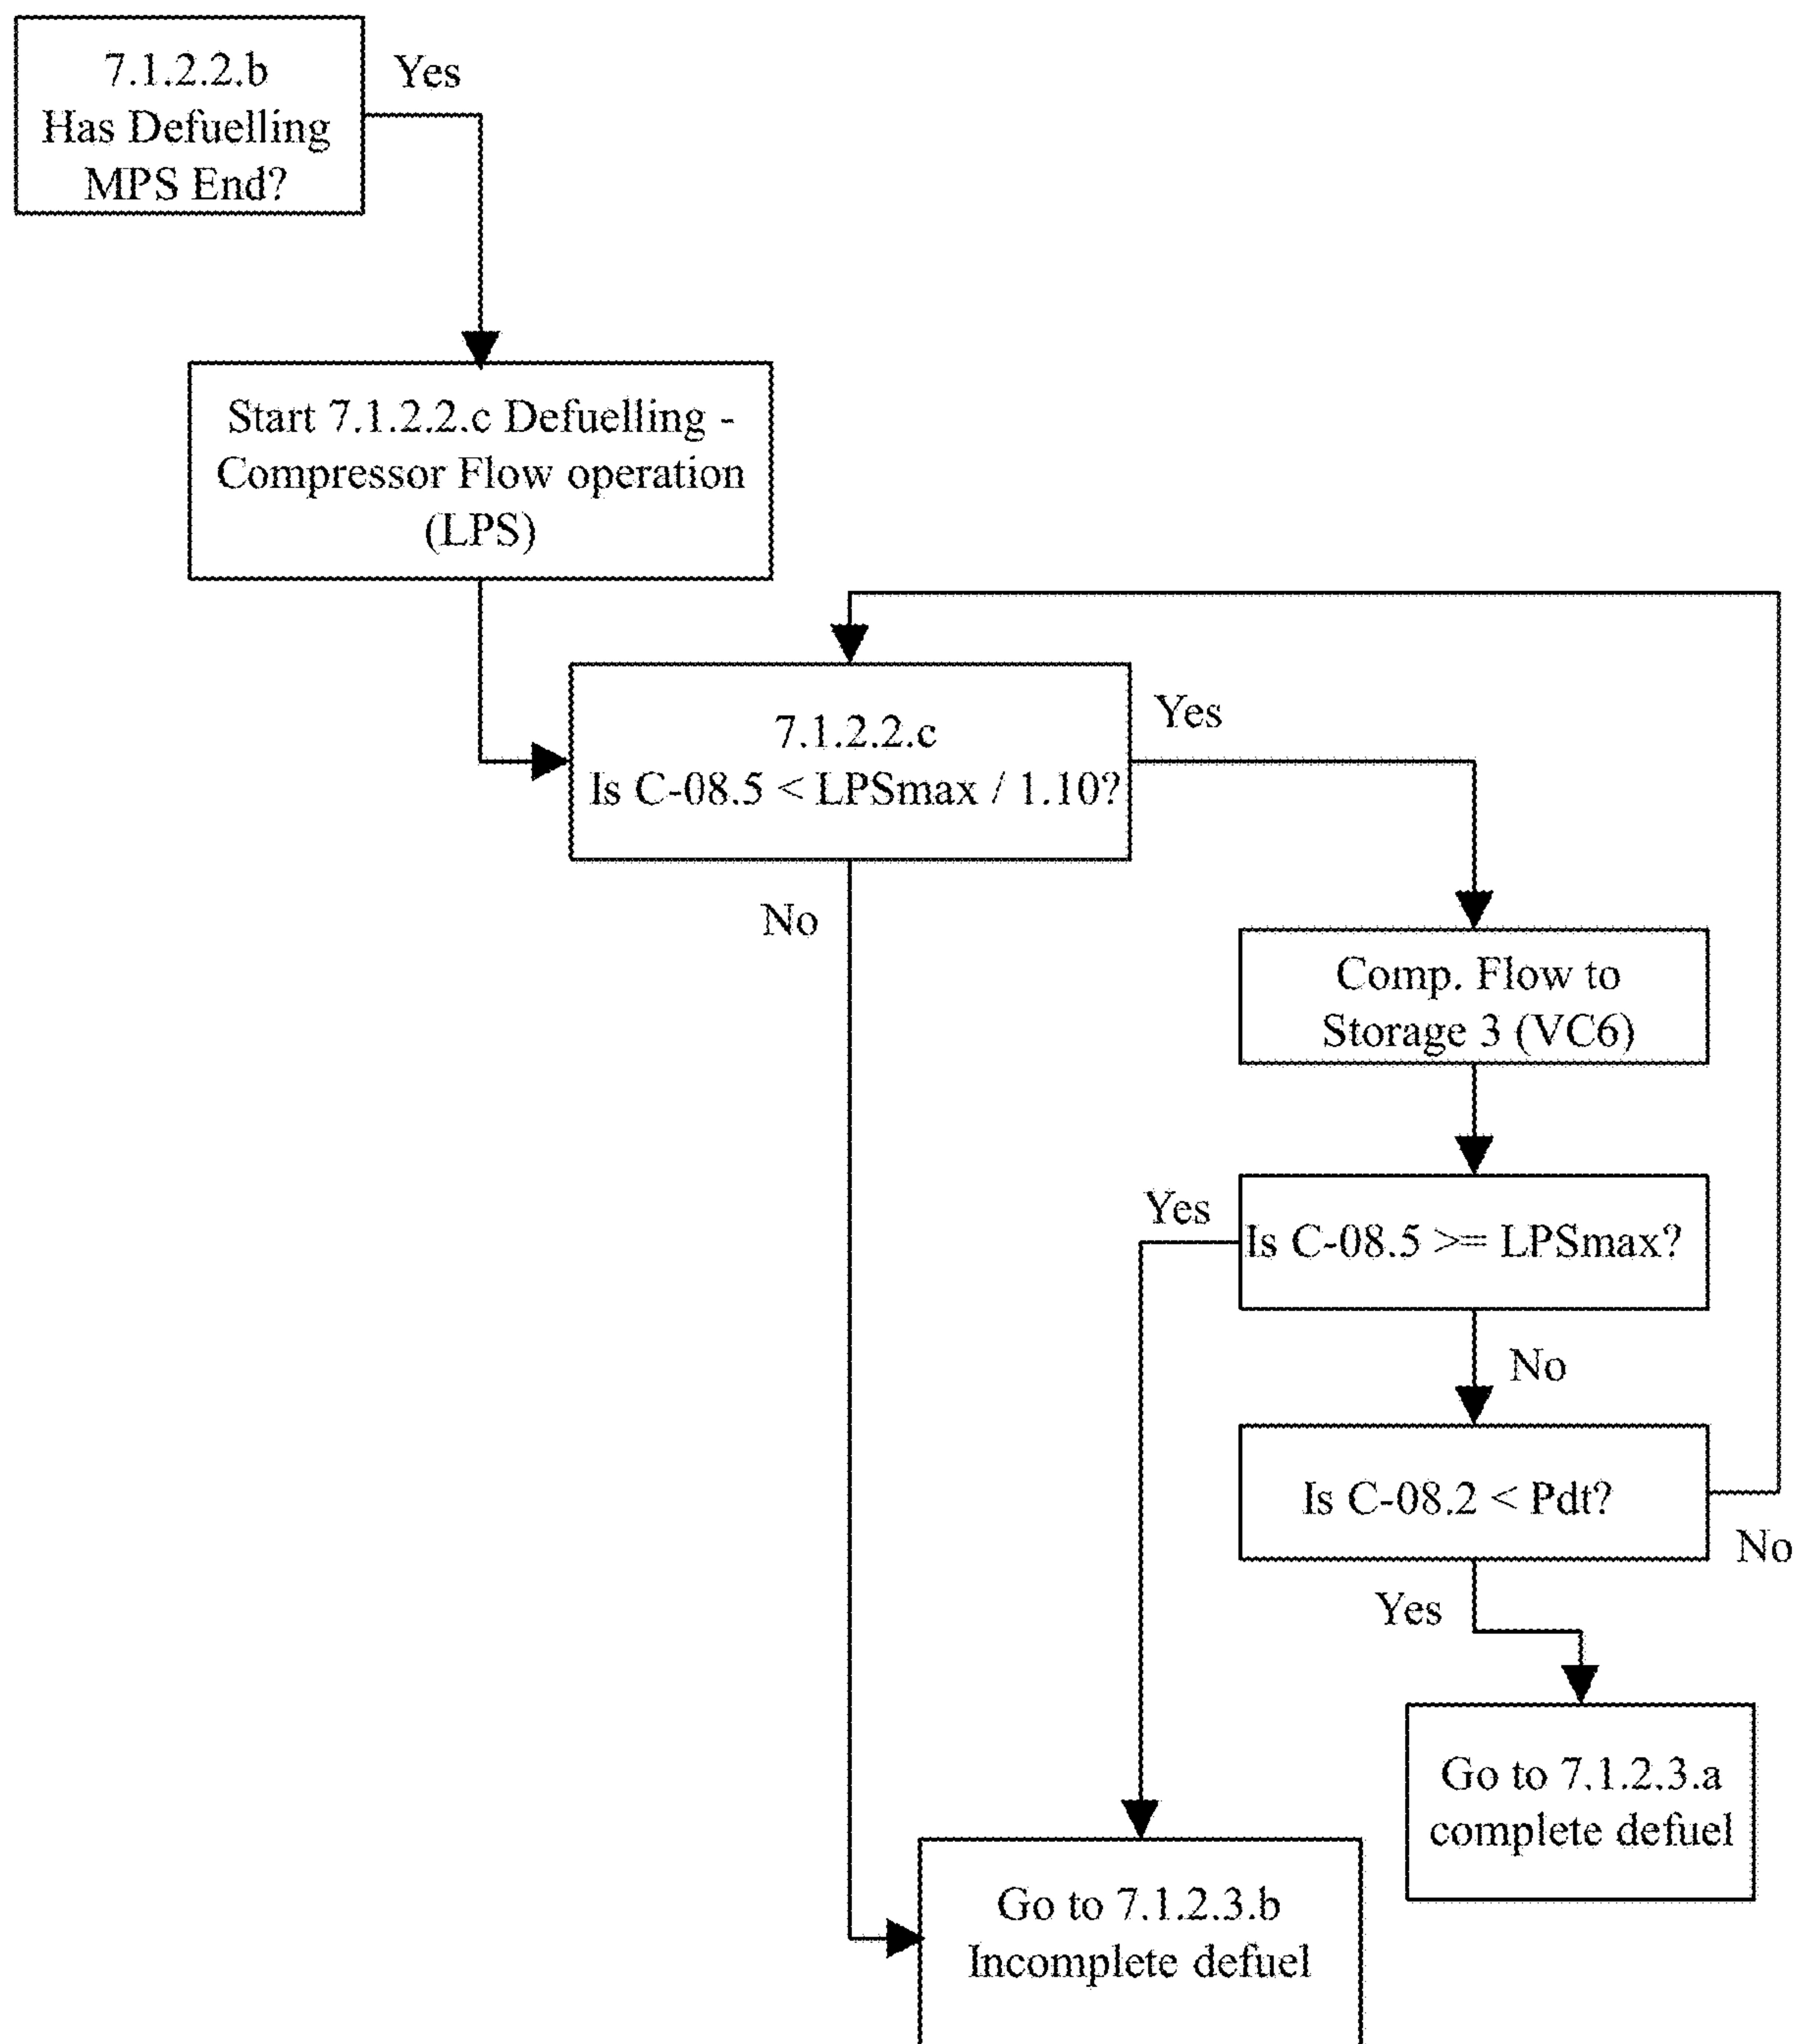 7.1.2.2.b
Has Defuelling
MPS End?
Yes
Start 7.1.2.2.c Defuelling -
Compressor Flow operation
(LPS)
7.1.2.2.c
Is C-08.5 < LPSmax / 1.10?
Yes
No
Comp. Flow to
Storage 3 (VC6)
Yes
Is C-08.5 >= LPSmax?
No
Is C-08.2 < Pdt?
No
Yes
Go to 7.1.2.3.a
complete defuel
Go to 7.1.2.3.b
Incomplete defuel